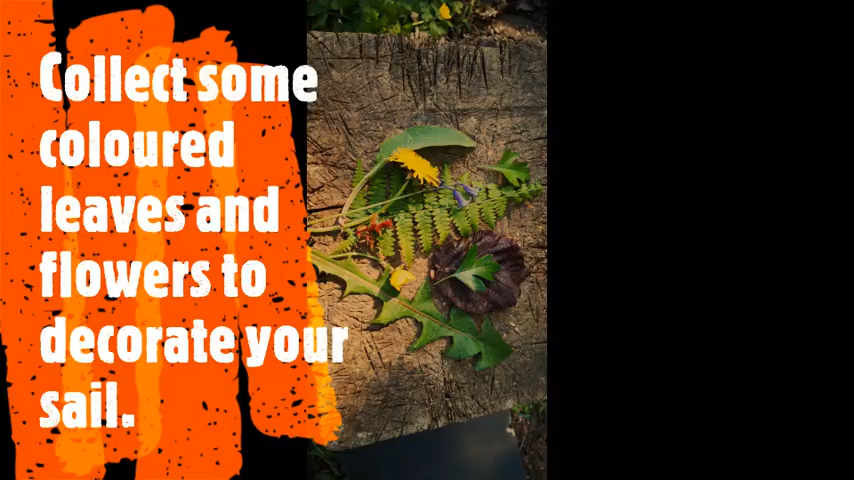 Collect some
coloured
leaves and
flowers to
decorate your
sail.